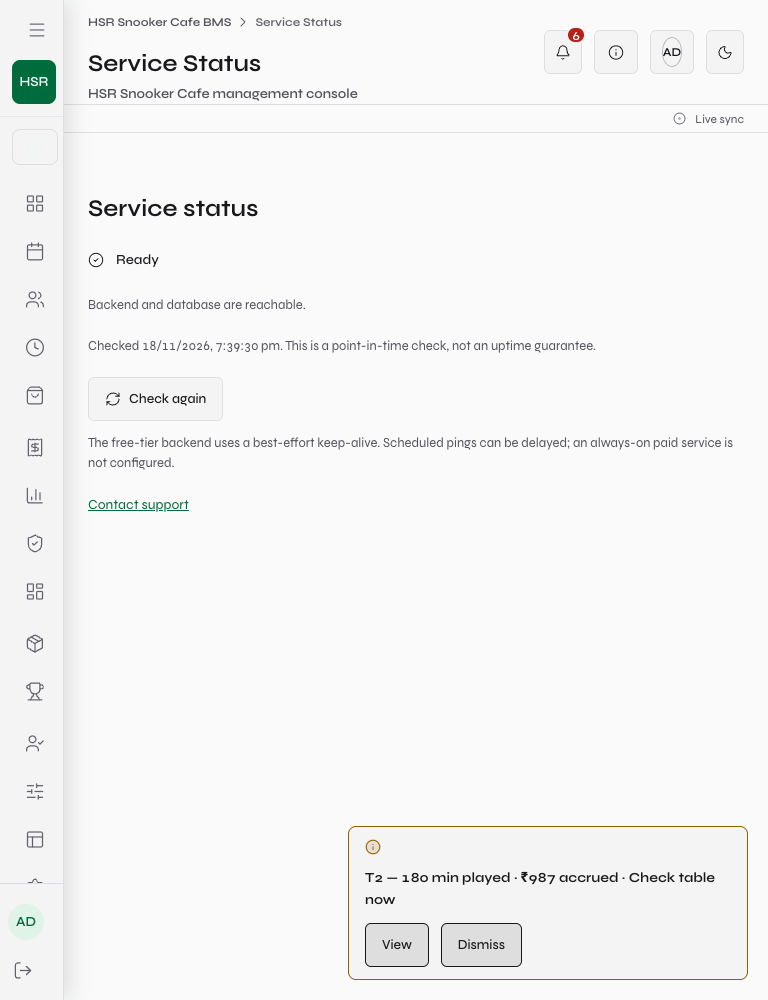 HSR Snooker Cafe BMS > Service Status
6
Service Status
AD
HSR Snooker Cafe management console
HSR
Live sync
Service status
Ready
Backend and database are reachable.
Checked 18/11/2026, 7:39:30 pm. This is a point-in-time check, not an uptime guarantee.
Check again
The free-tier backend uses a best-effort keep-alive. Scheduled pings can be delayed; an always-on paid service is
not configured.
Contact support
T2 — 180 min played · ₹987 accrued · Check table
now
View
Dismiss
AD